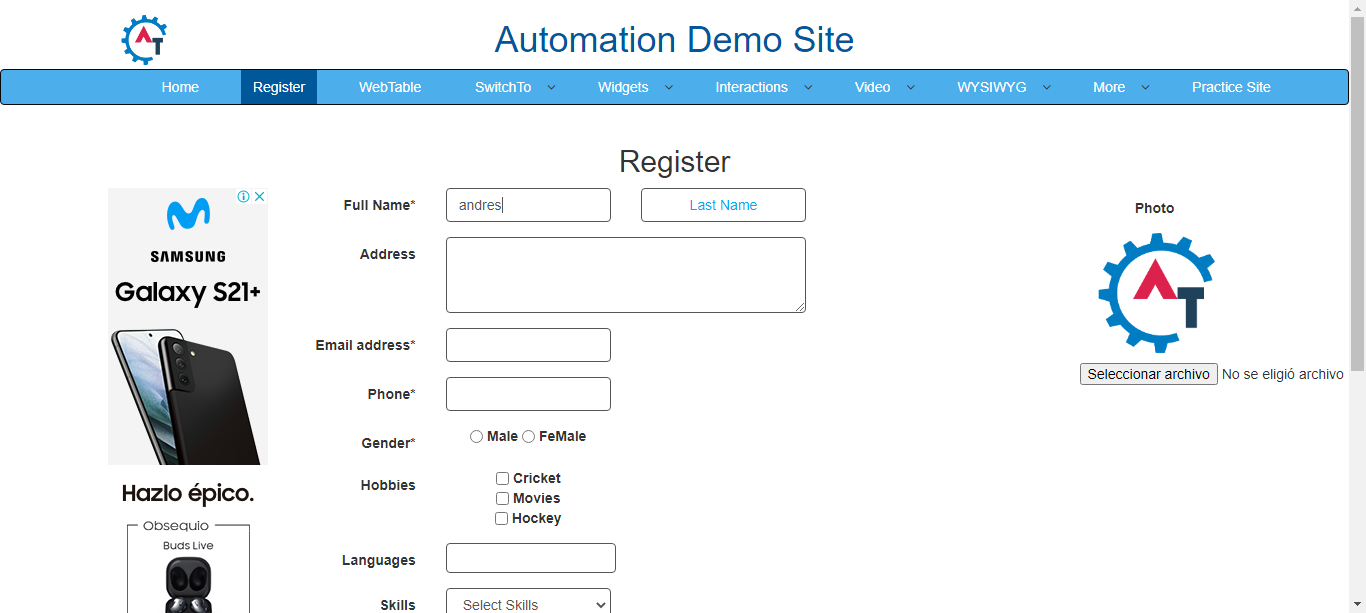 AT
Automation Demo Site
Home Register WebTable SwitchTo Widgets Interactions Video WYSIWYG More Practice Site
Register
SAMSUNG
Galaxy S21+
Hazlo épico.
Obsequio
Buds Live
Full Name* andres Last Name
Address
Email address*
Phone*
Gender* Male FeMale
Hobbies Cricket
Movies
Hockey
Languages
Skills Select Skills
Photo
AT
Seleccionar archivo No se eligió archivo